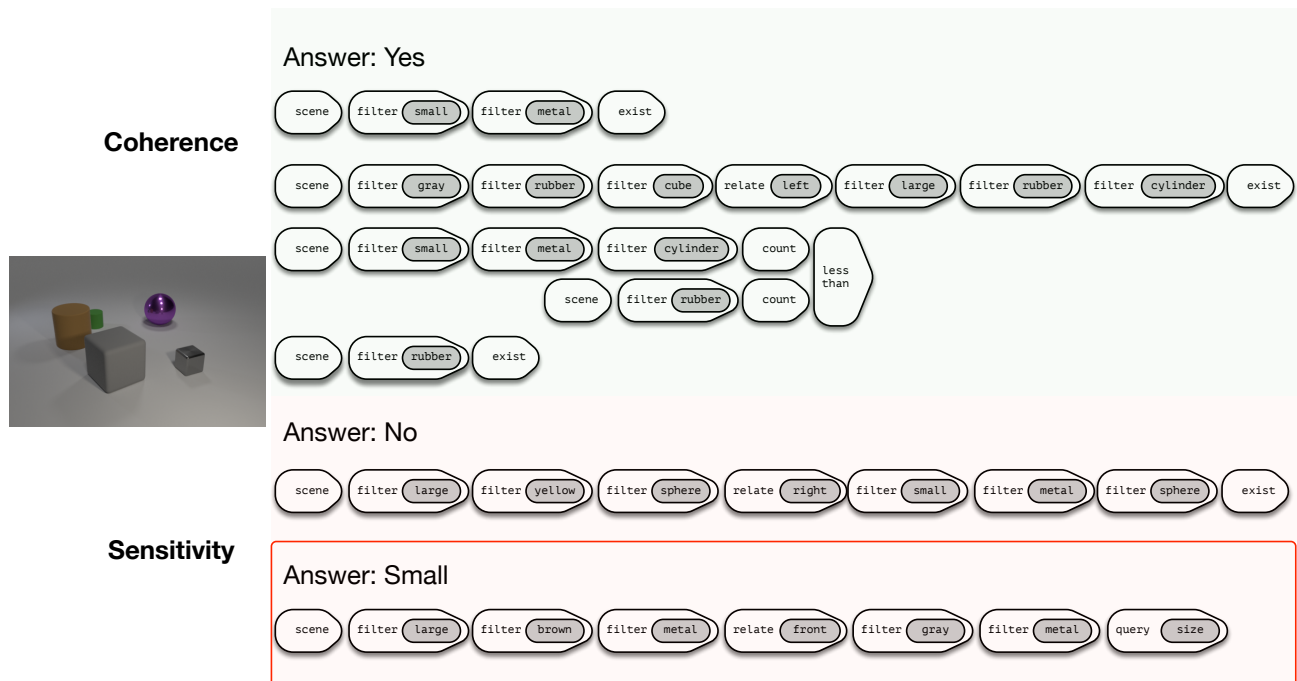 Answer: Yes
scene filter small filter metal exist
Coherence
scene filter gray filter rubber filter cube relate left filter large filter rubber filter cylinder exist
scene filter small filter metal filter cylinder count
less
than
scene filter rubber count
scene filter rubber exist
Answer: No
scene filter large filter yellow filter sphere relate right filter small filter metal filter sphere exist
Sensitivity
Answer: Small
scene filter large filter brown filter metal relate front filter gray filter metal query size